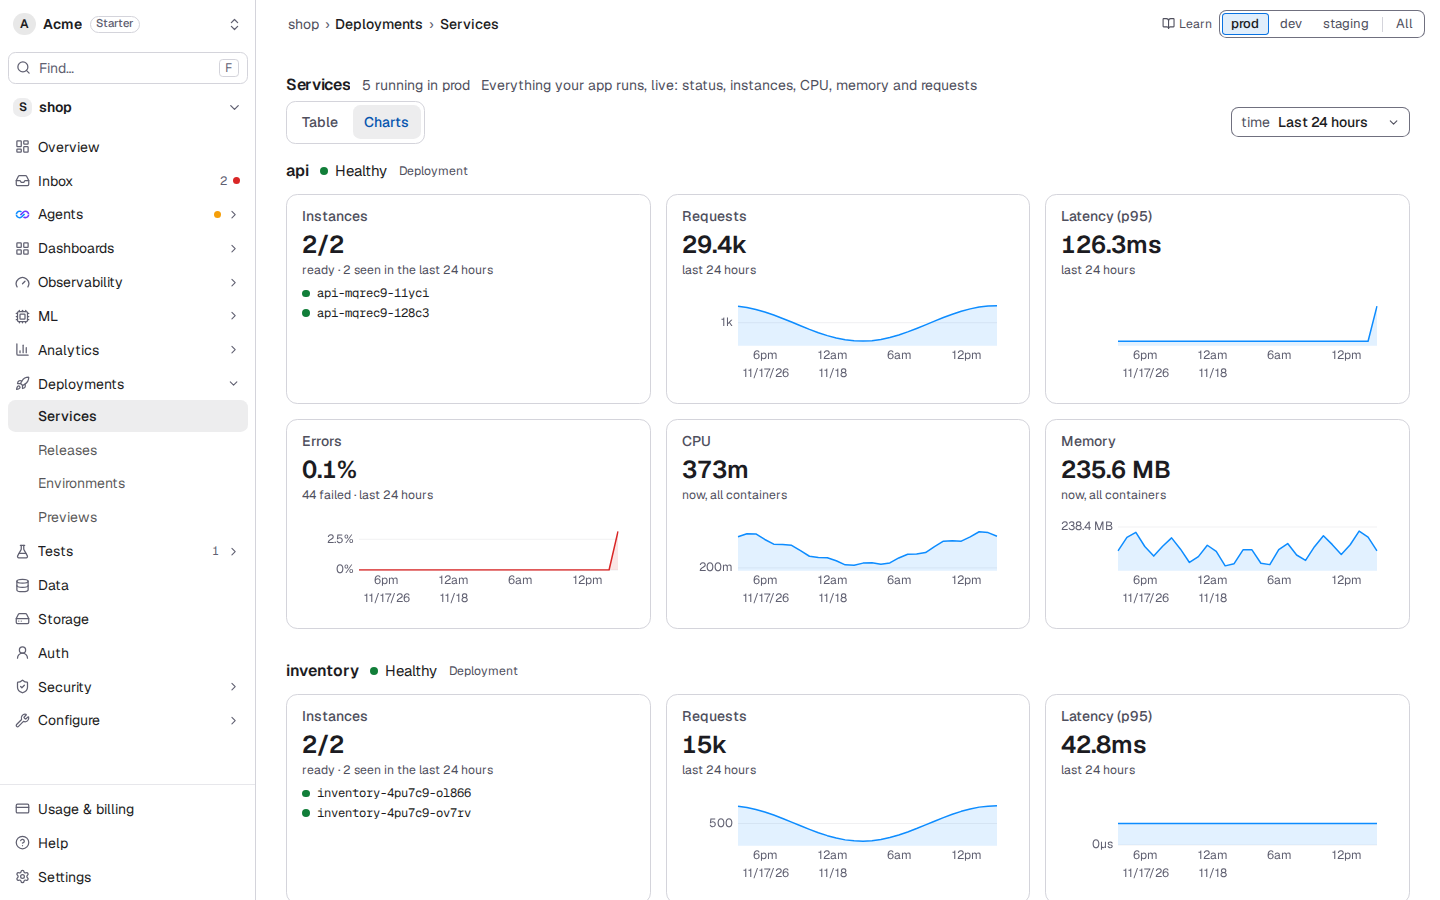 A Acme Starter
Find... F
S shop
Overview
Inbox 2
Agents
Dashboards
Observability
ML
Analytics
Deployments
Services
Releases
Environments
Previews
Tests 1
Data
Storage
Auth
Security
Configure
Usage & billing
Help
Settings
shop › Deployments › Services
Learn prod dev staging All
Services 5 running in prod Everything your app runs, live: status, instances, CPU, memory and requests
Table Charts
time Last 24 hours
api Healthy Deployment
Instances
2/2
ready · 2 seen in the last 24 hours
api-mqrec9-11yci
api-mqrec9-128c3
Requests
29.4k
last 24 hours
1k
6pm 12am 6am 12pm
11/17/26 11/18
Latency (p95)
126.3ms
last 24 hours
6pm 12am 6am 12pm
11/17/26 11/18
Errors
0.1%
44 failed · last 24 hours
2.5%
0%
6pm 12am 6am 12pm
11/17/26 11/18
CPU
373m
now, all containers
200m
6pm 12am 6am 12pm
11/17/26 11/18
Memory
235.6 MB
now, all containers
238.4 MB
6pm 12am 6am 12pm
11/17/26 11/18
inventory Healthy Deployment
Instances
2/2
ready · 2 seen in the last 24 hours
inventory-4pu7c9-ol866
inventory-4pu7c9-ov7rv
Requests
15k
last 24 hours
500
6pm 12am 6am 12pm
11/17/26 11/18
Latency (p95)
42.8ms
last 24 hours
0µs
6pm 12am 6am 12pm
11/17/26 11/18